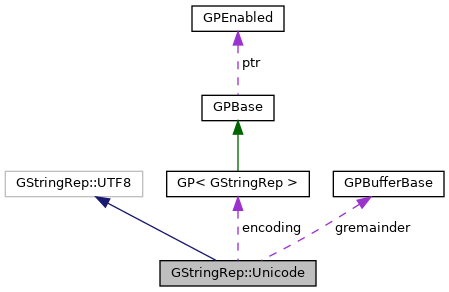 GPEnabled
ptr
GPBase
GStringRep::UTF8
GP< GStringRep >
GPBufferBase
encoding
gremainder
GStringRep::Unicode